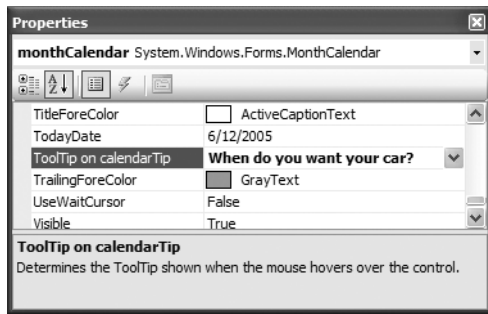 Properties
monthCalendar System.Windows.Forms.MonthCalendar
TitleForeColor ActiveCaptionText
TodayDate 6/12/2005
ToolTip on calendarTip When do you want your car?
TrailingForeColor GrayText
UseWaitCursor False
Visible True
ToolTip on calendarTip
Determines the ToolTip shown when the mouse hovers over the control.